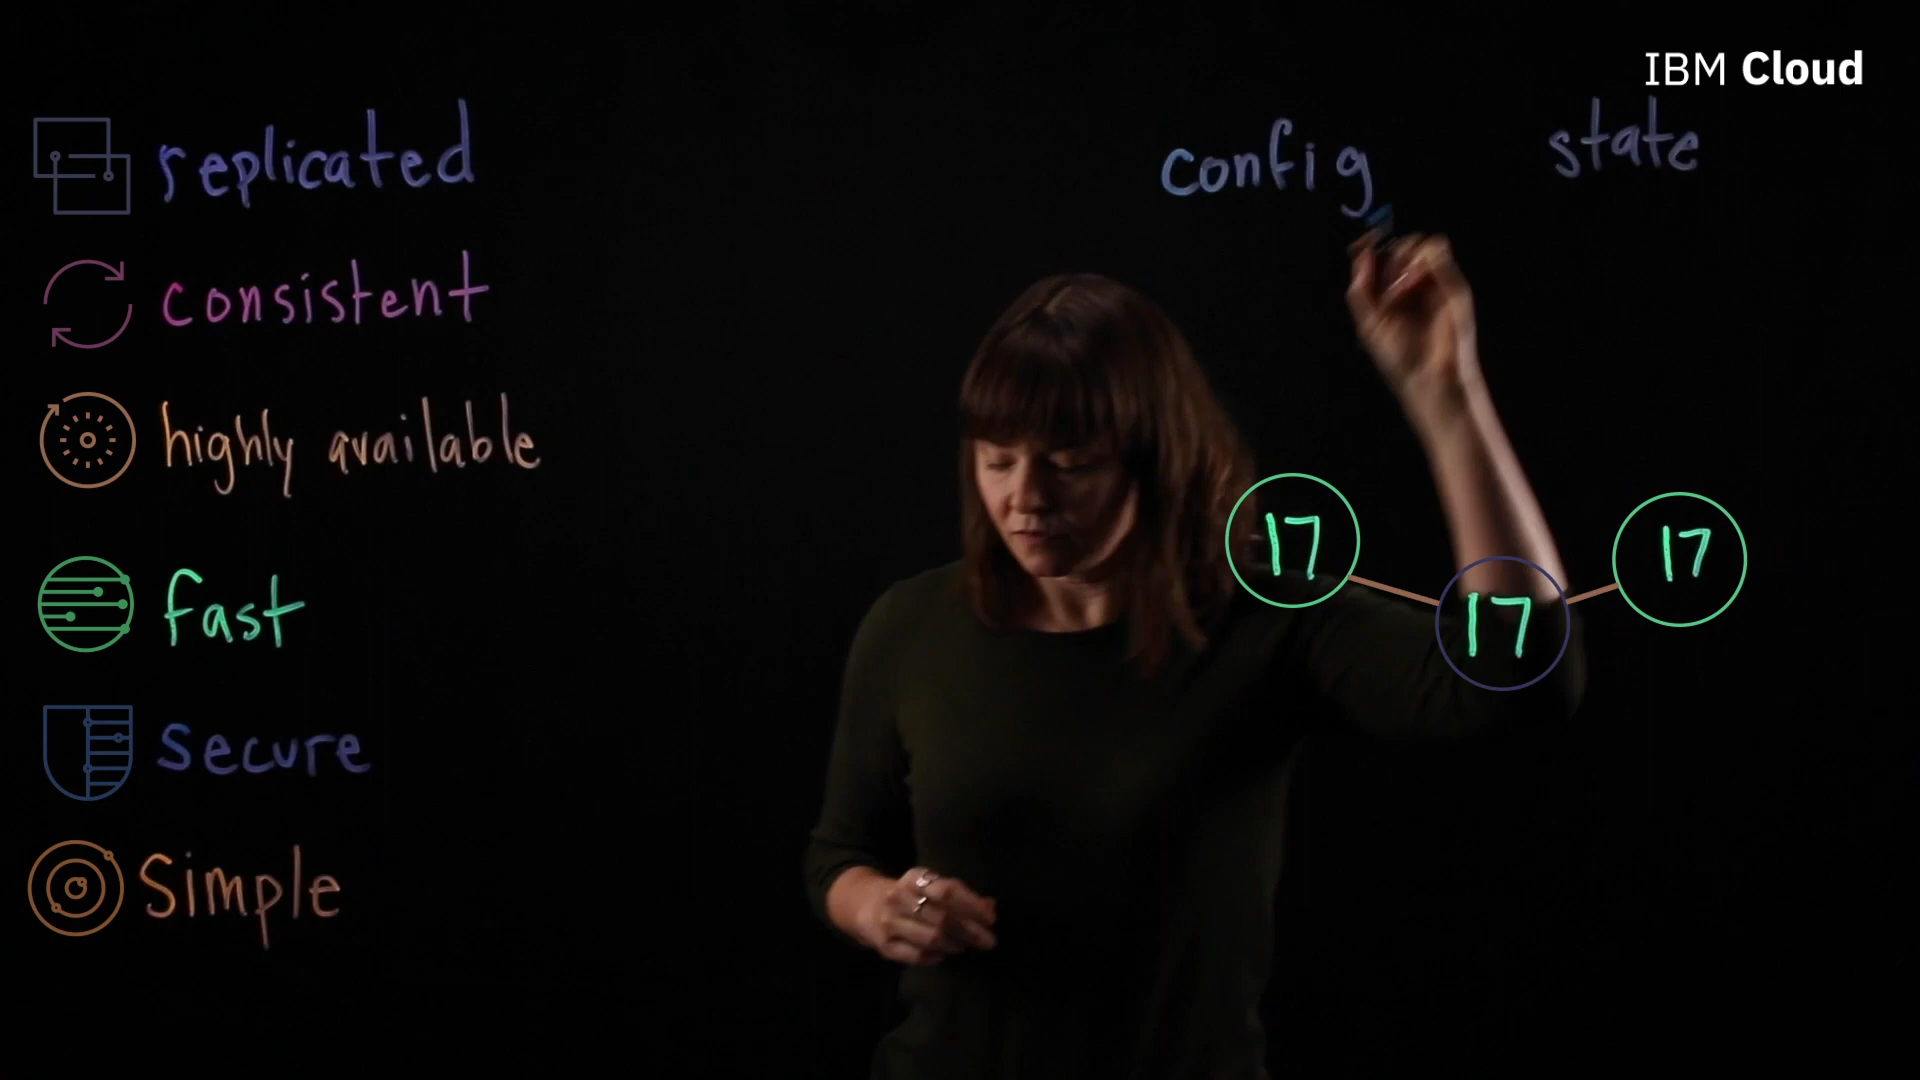 IBM Cloud
replicated
consistent
highly available
fast
secure
Simple
config
state
17
17
17